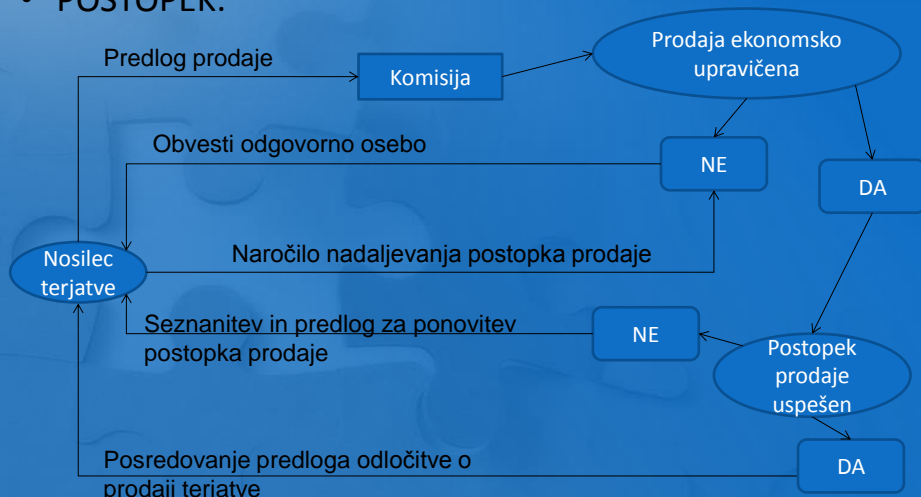 • POSTOPEK:
Predlog prodaje
Komisija
Prodaja ekonomsko
upravičena
Obvesti odgovorno osebo
NE
DA
Nosilec
terjatve
Naročilo nadaljevanja postopka prodaje
Seznanitev in predlog za ponovitev
postopka prodaje
NE
Postopek
prodaje
uspešen
Posredovanje predloga odločitve o
prodaji terjatve
DA